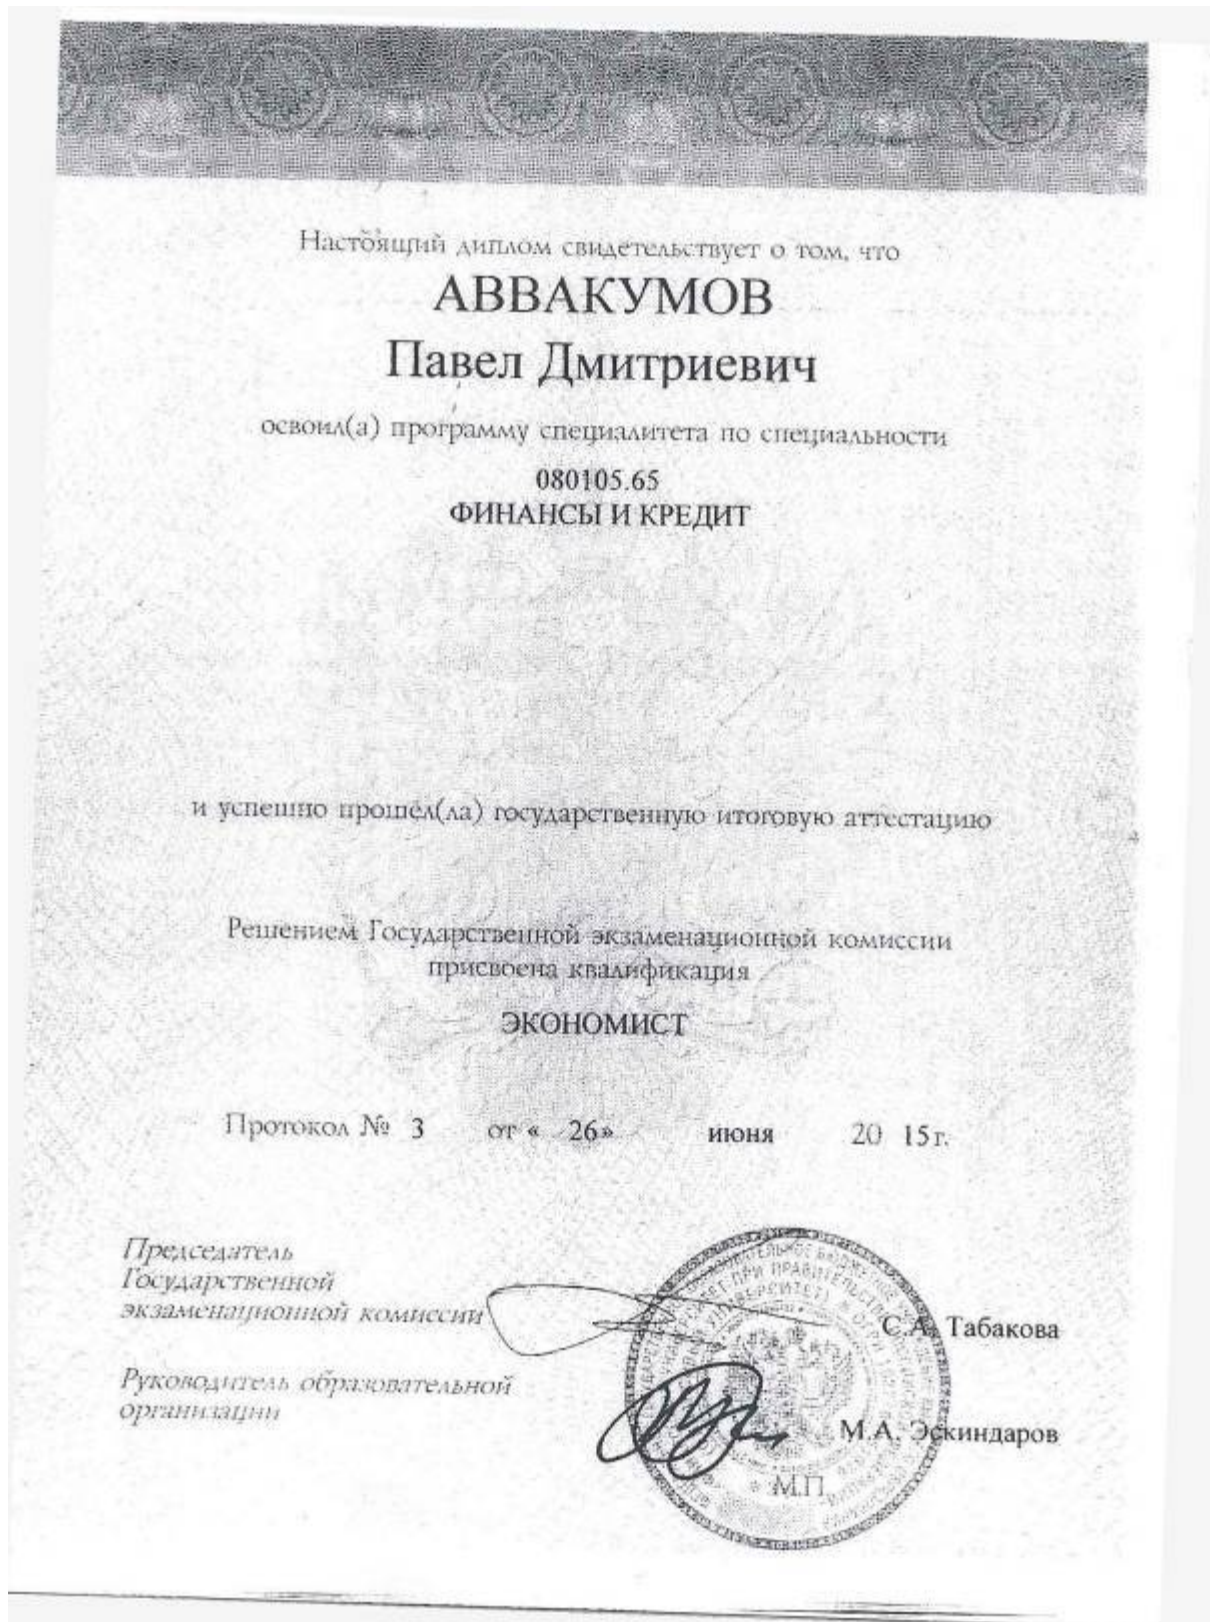 Настоящий диплом свидетельствует о том, что
АВВАКУМОВ
Павел Дмитриевич
освоил(а) программу специалитета по специальности
080105.65
ФИНАНСЫ И КРЕДИТ
и успешно прошёл(ла) государственную итоговую аттестацию
Решением Государственной экзаменационной комиссии
присвоена квалификация
ЭКОНОМИСТ
Протокол № 3 от « 26» июня 20 15 г.
Председатель
Государственной
экзаменационной комиссии
С.А. Табакова
Руководитель образовательной
организации
М.А. Эскиндаров
М.П.